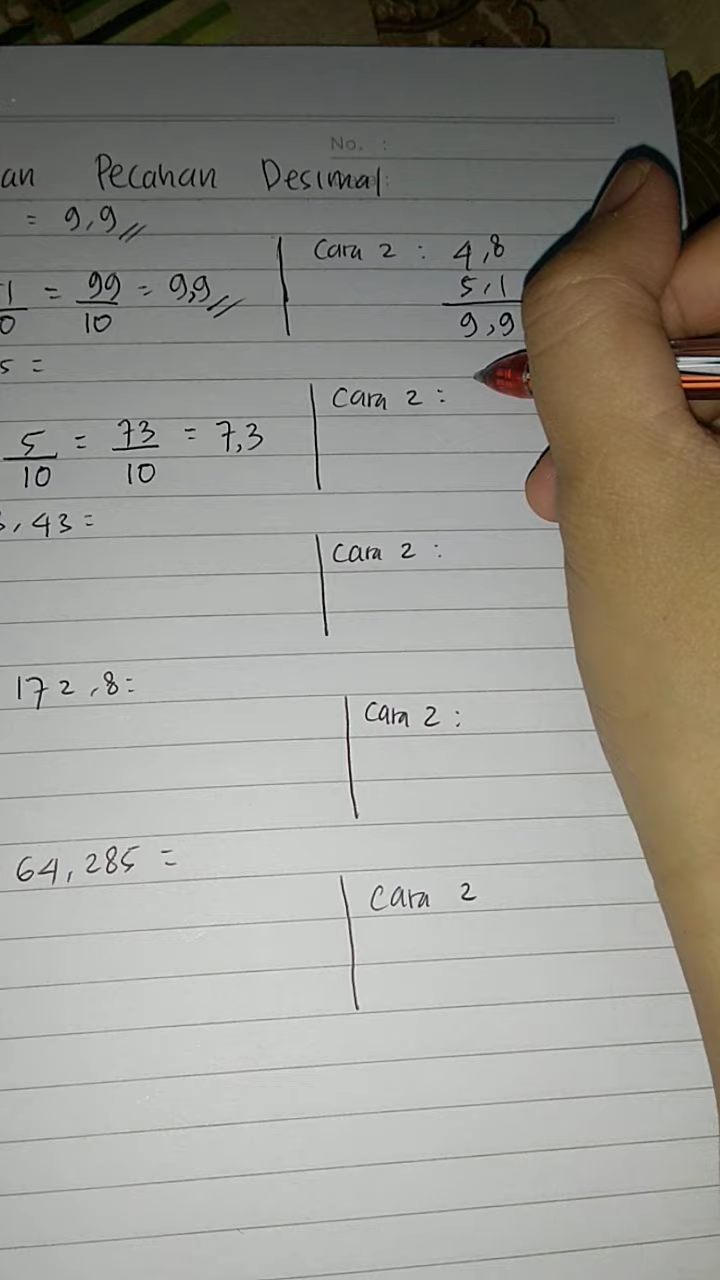 No. :
an Pecahan Desimal:
= 9,9
1/0 = 99/10 = 9,9
Cara 2 : 4,8
5,1
9,9
5 =
5/10 = 73/10 = 7,3
Cara 2 :
, 43 =
Cara 2 :
172,8 =
Cara 2 :
64,285 =
Cara 2